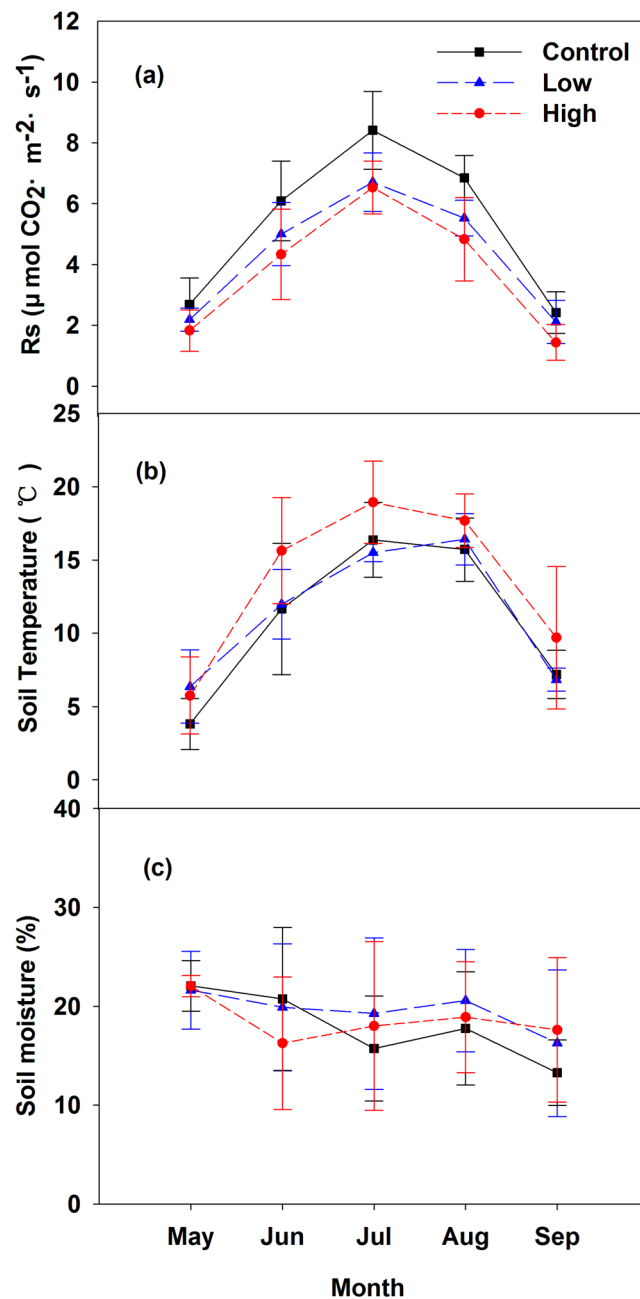 12
(a)
Control
10
Low
High
8
6
4
2
0
Rs (μ mol CO₂· m⁻²· s⁻¹)
25
(b)
20
15
10
5
0
Soil Temperature ( ℃)
40
(c)
30
20
10
0
Soil moisture (%)
May Jun Jul Aug Sep
Month